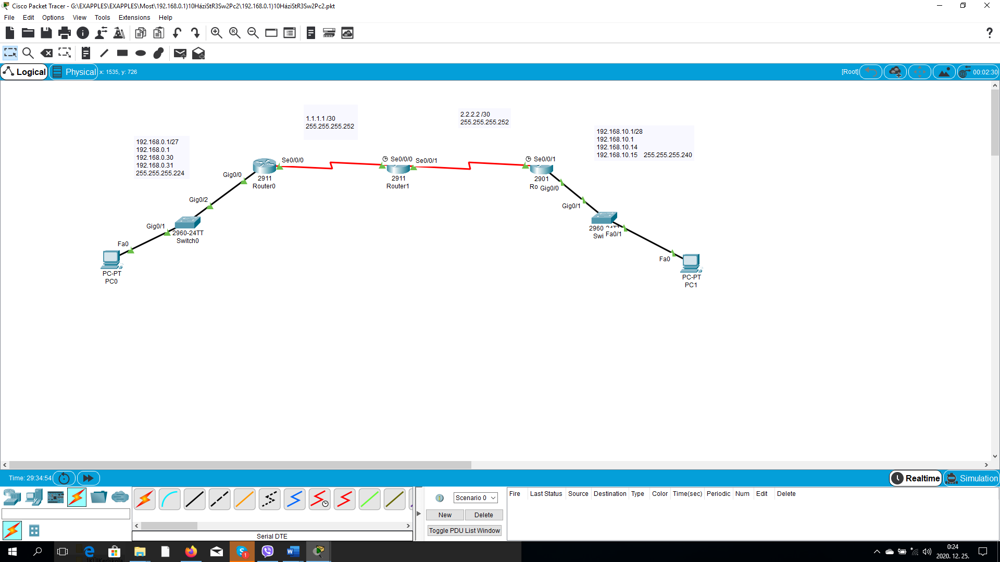 Cisco Packet Tracer - G:\EXAPPLES\EXAPPLES\Most\192.168.0.1)10HáziStR3Sw2Pc2\192.168.0.1)10HáziStR3Sw2Pc2.pkt
File Edit Options View Tools Extensions Help
Logical Physical x: 1535, y: 726 [Root] 00:02:30
1.1.1.1 /30
255.255.255.252
2.2.2.2 /30
255.255.255.252
192.168.10.1/28
192.168.10.1
192.168.10.14
192.168.10.15 255.255.255.240
192.168.0.1/27
192.168.0.1
192.168.0.30
192.168.0.31
255.255.255.224
Se0/0/0
Se0/0/0
Se0/0/1
Se0/0/1
Gig0/0
2911
Router0
2911
Router1
2901
Ro
Gig0/0
Gig0/2
Gig0/1
Gig0/1
2960-24TT
Switch0
2960
Swi
Fa0/1
Fa0
PC-PT
PC0
Fa0
PC-PT
PC1
Time: 29:34:54
Realtime Simulation
Scenario 0
New Delete
Toggle PDU List Window
Fire Last Status Source Destination Type Color Time(sec) Periodic Num Edit Delete
Serial DTE
0:24
2020. 12. 25.